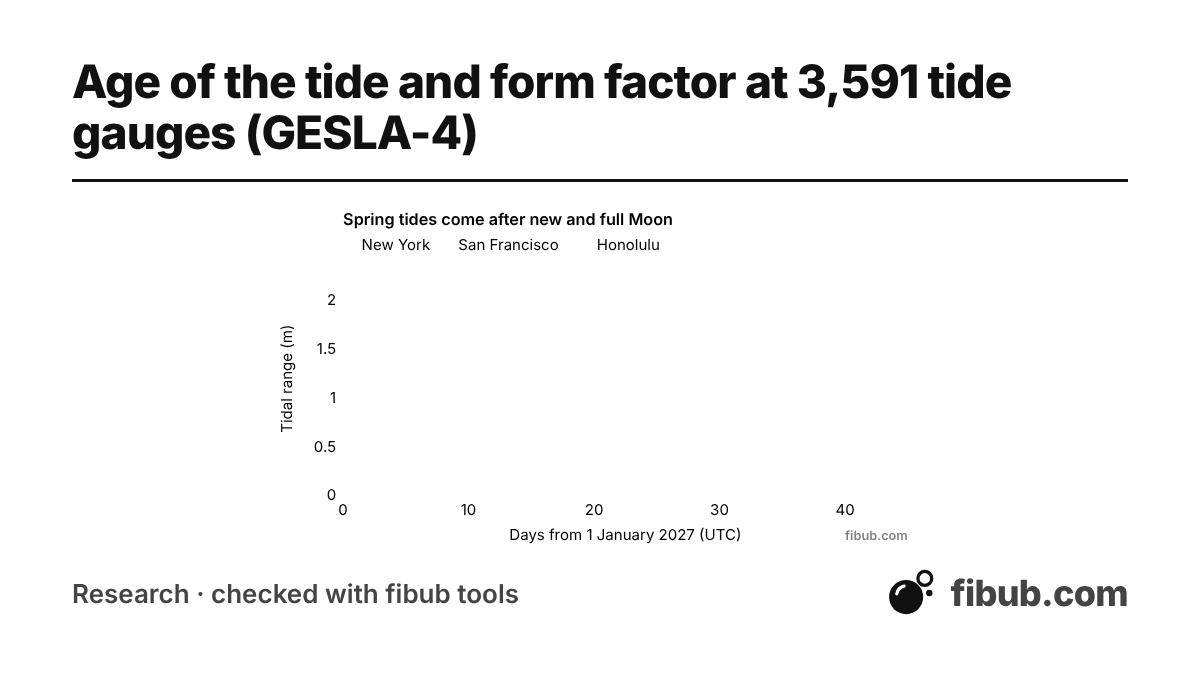 Age of the tide and form factor at 3,591 tide
gauges (GESLA-4)
Spring tides come after new and full Moon
New York San Francisco Honolulu
2
1.5
1
0.5
0
Tidal range (m)
0 10 20 30 40
Days from 1 January 2027 (UTC)
fibub.com
Research · checked with fibub tools
fibub.com